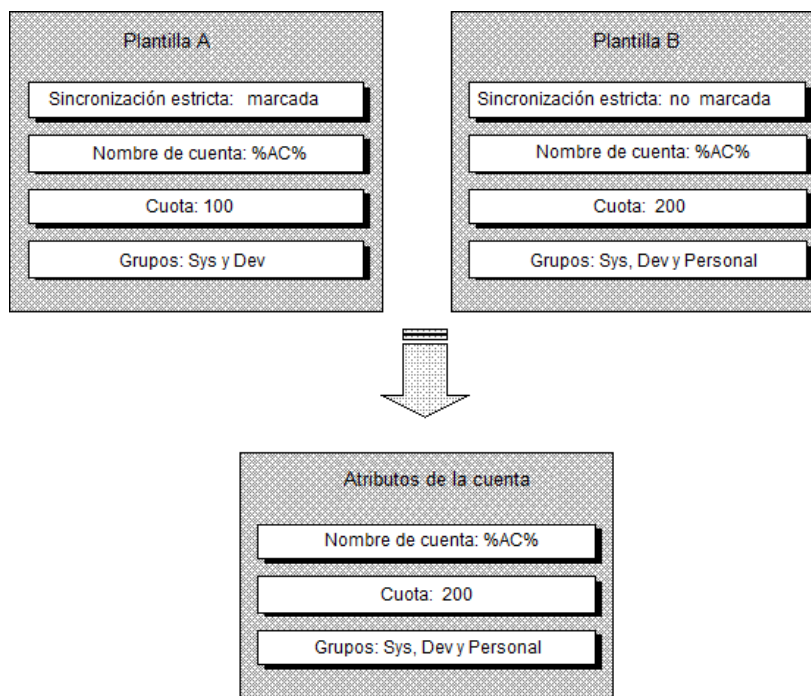 Plantilla A
Sincronización estricta: marcada
Nombre de cuenta: %AC%
Cuota: 100
Grupos: Sys y Dev
Plantilla B
Sincronización estricta: no marcada
Nombre de cuenta: %AC%
Cuota: 200
Grupos: Sys, Dev y Personal
Atributos de la cuenta
Nombre de cuenta: %AC%
Cuota: 200
Grupos: Sys, Dev y Personal